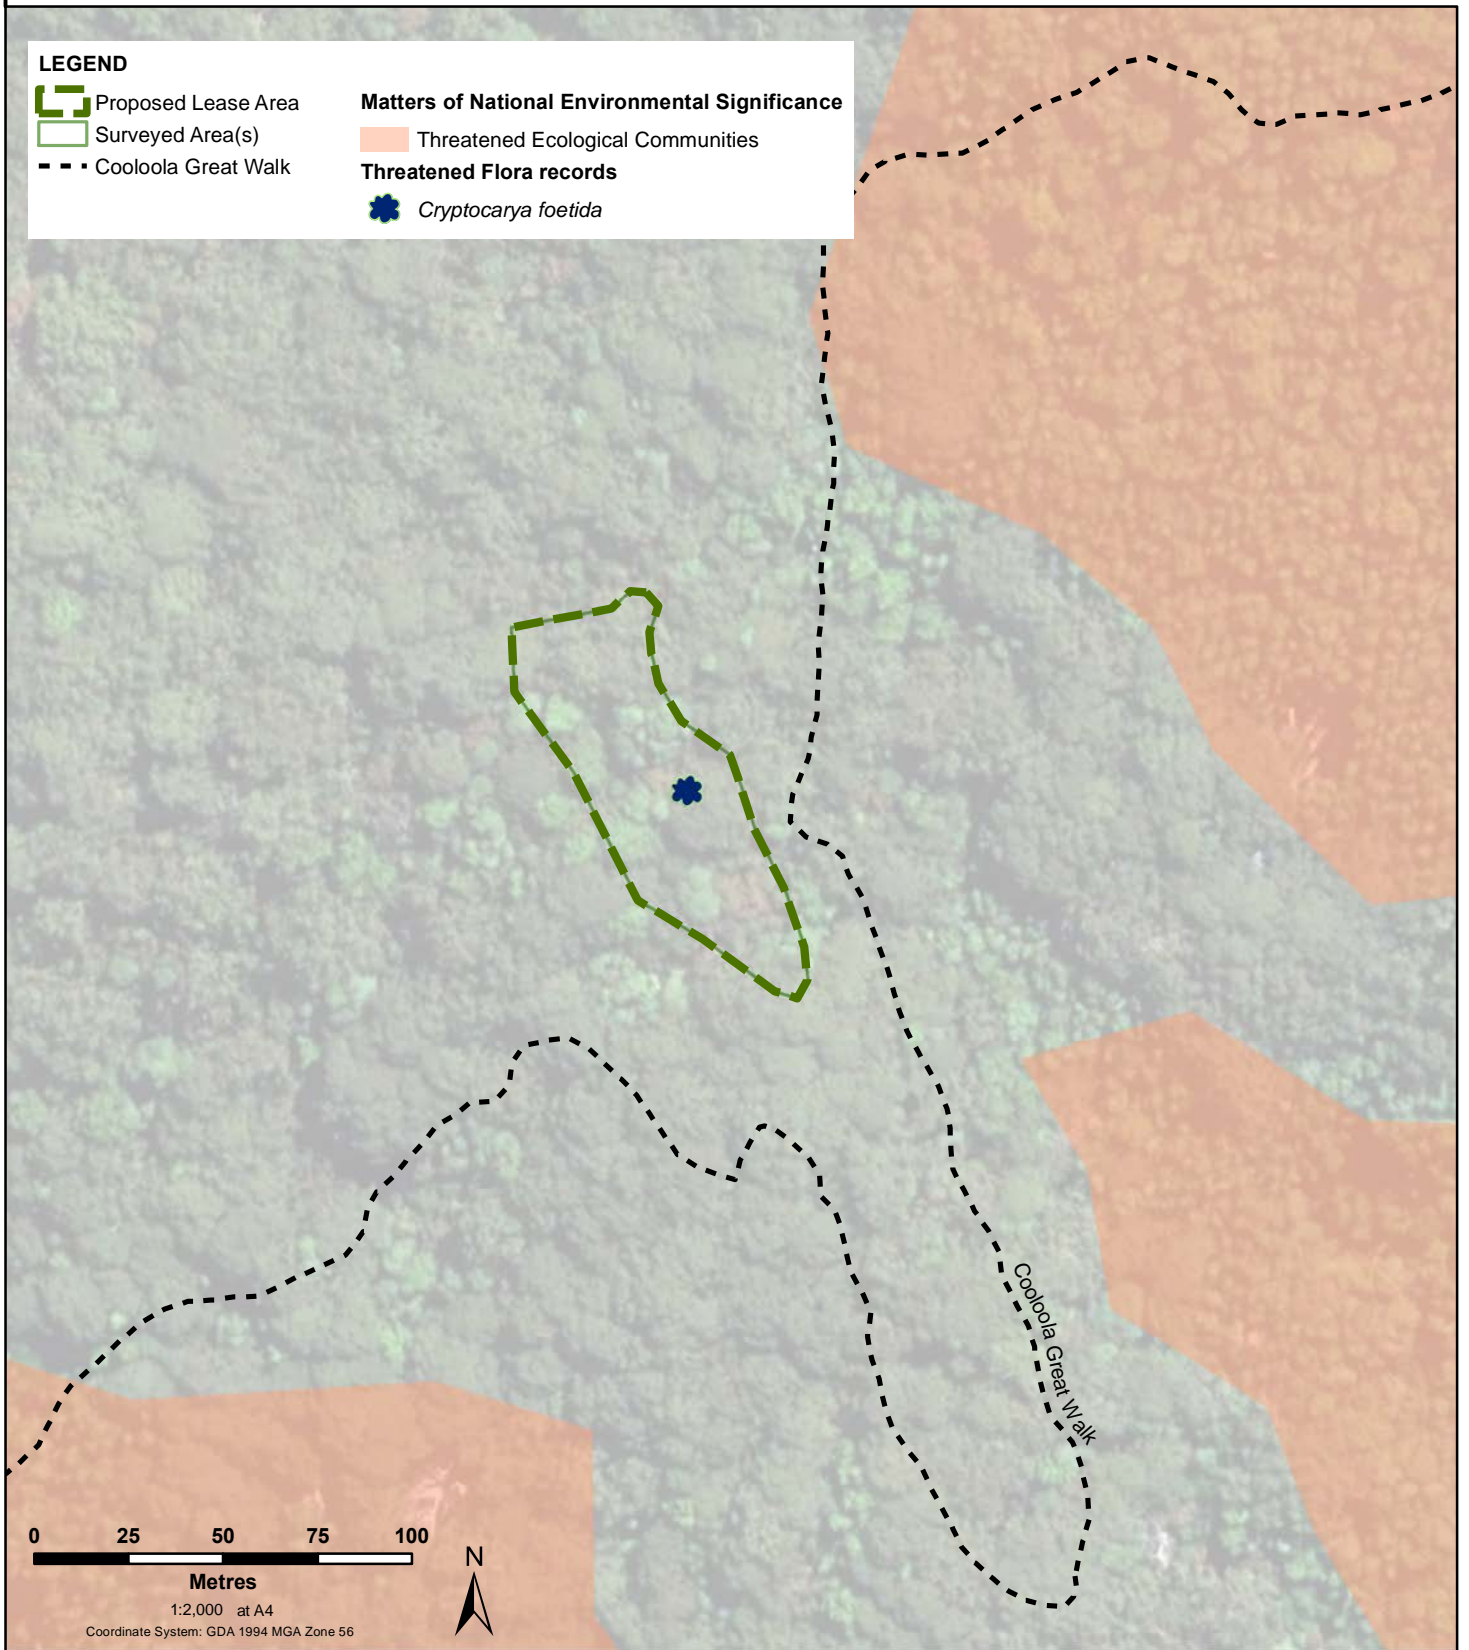 LEGEND
Proposed Lease Area
Surveyed Area(s)
Cooloola Great Walk
Matters of National Environmental Significance
Threatened Ecological Communities
Threatened Flora records
Cryptocarya foetida
Cooloola Great Walk
0 25 50 75 100
Metres
1:2,000 at A4
Coordinate System: GDA 1994 MGA Zone 56
N